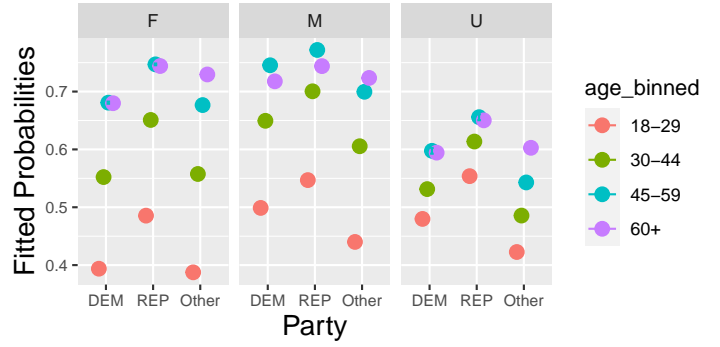 F M U
Fitted Probabilities
0.7
0.6
0.5
0.4
DEM REP Other DEM REP Other DEM REP Other
Party
age_binned
18–29
30–44
45–59
60+